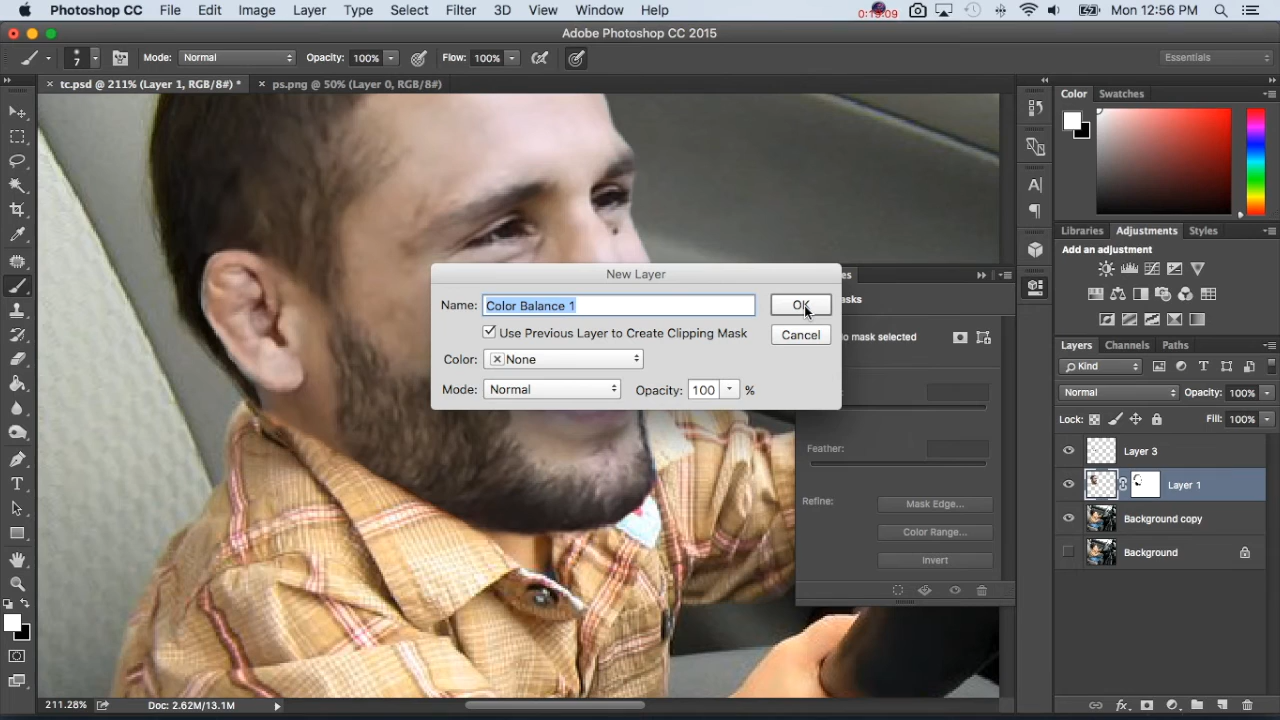 Photoshop CC File Edit Image Layer Type Select Filter 3D View Window Help 0:19:09 Mon 12:56 PM
Adobe Photoshop CC 2015
7 Mode: Normal Opacity: 100% Flow: 100% Essentials
× tc.psd @ 211% (Layer 1, RGB/8#) * × ps.png @ 50% (Layer 0, RGB/8#)
Color Swatches
Libraries Adjustments Styles
Add an adjustment
New Layer
Name: Color Balance 1 OK
Use Previous Layer to Create Clipping Mask Cancel
Color: None
Mode: Normal Opacity: 100 %
Feather:
Refine: Mask Edge...
Color Range...
Invert
Layers Channels Paths
Kind
Normal Opacity: 100%
Lock: Fill: 100%
Layer 3
Layer 1
Background copy
Background
211.28% Doc: 2.62M/13.1M